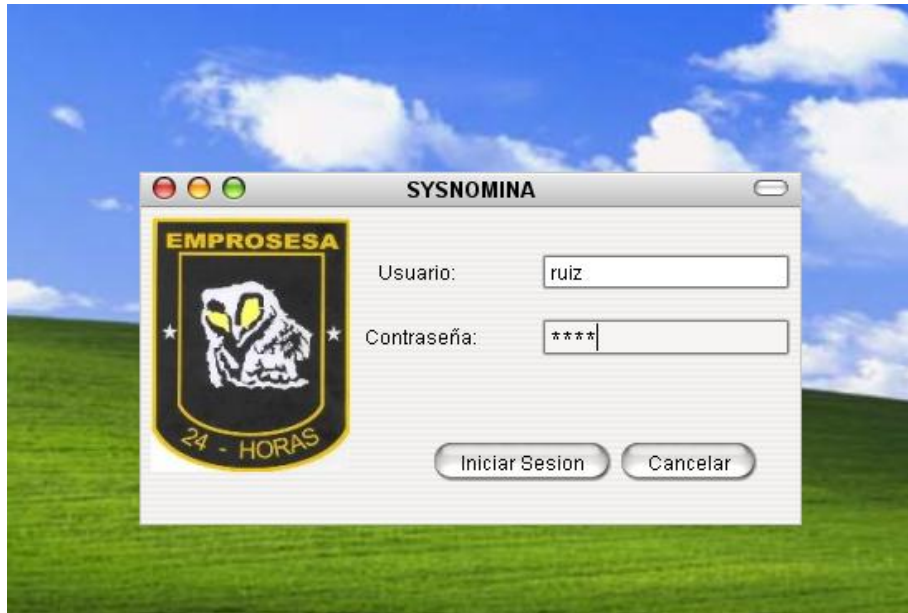 SYSNOMINA
EMPROSESA
24 - HORAS
Usuario:
ruiz
Contraseña:
****
Iniciar Sesion
Cancelar